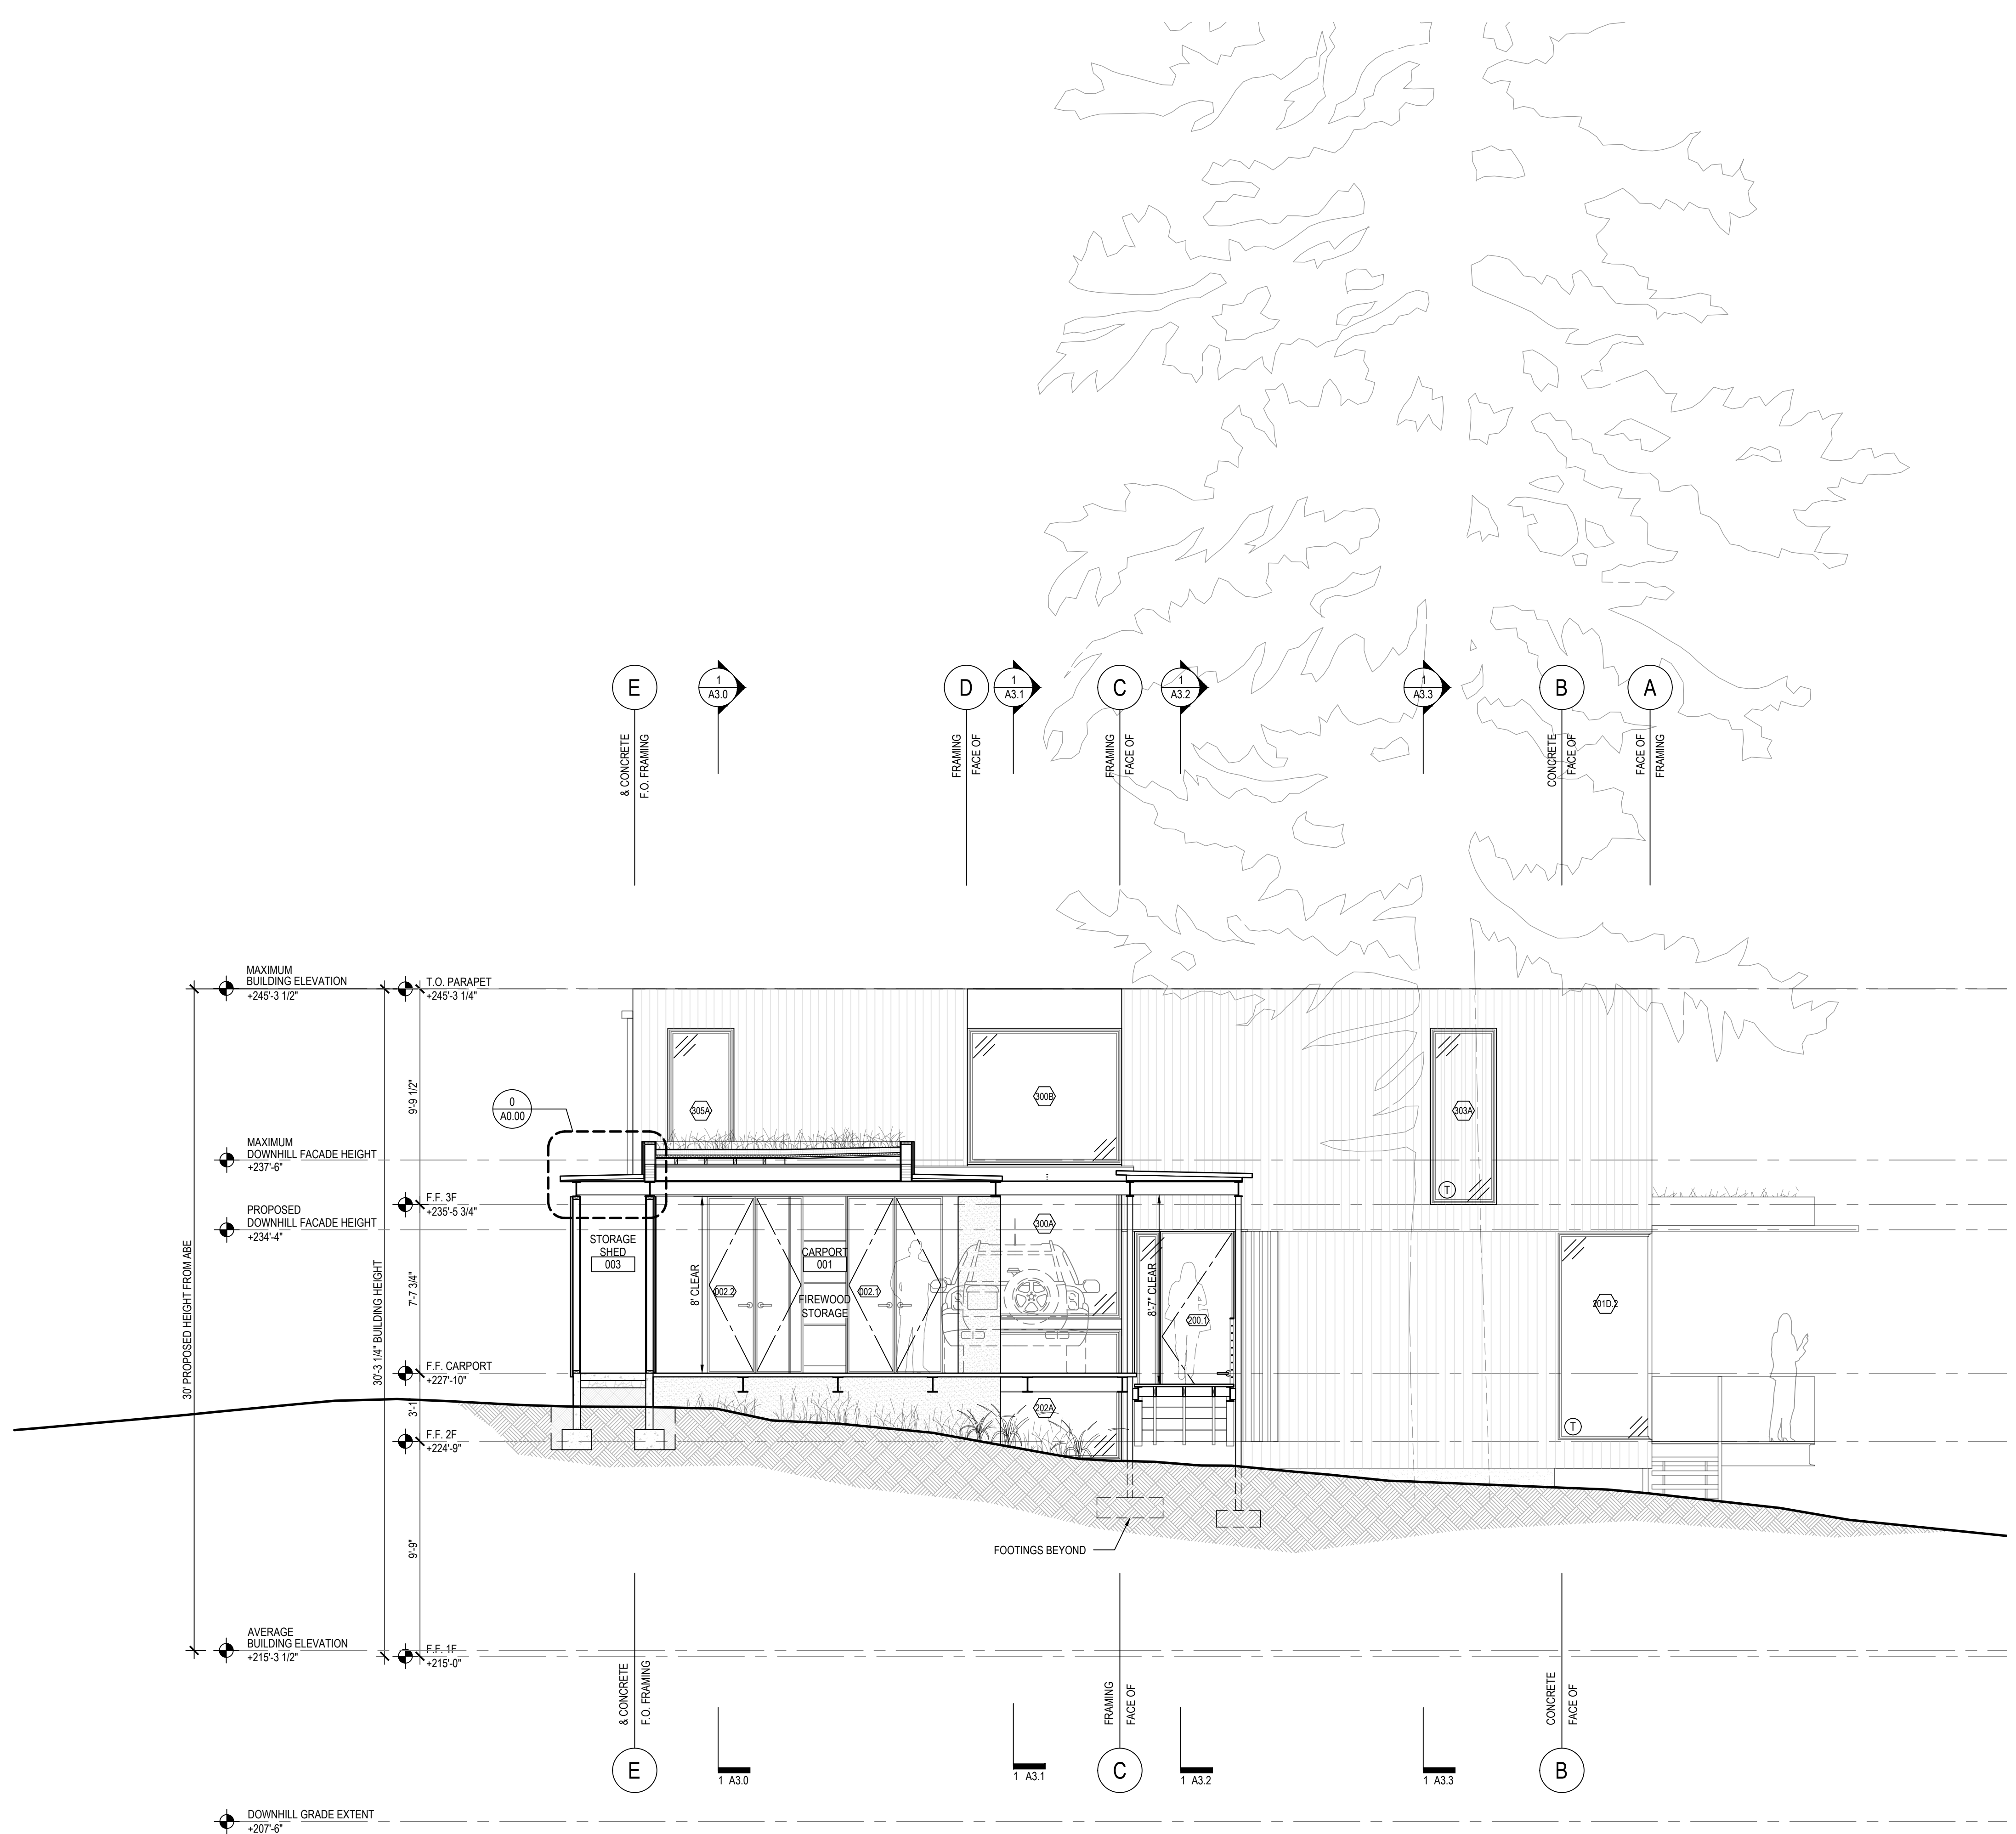 E
1
A3.0
D
1
A3.1
C
1
A3.2
1
A3.3
B
A
& CONCRETE
F.O. FRAMING
FRAMING
FACE OF
FRAMING
FACE OF
CONCRETE
FACE OF
FACE OF
FRAMING
MAXIMUM
BUILDING ELEVATION
+245'-3 1/2"
T.O. PARAPET
+245'-3 1/4"
9'-9 1/2"
0
A0.00
305A
300B
303A
MAXIMUM
DOWNHILL FACADE HEIGHT
+237'-6"
T
F.F. 3F
+235'-5 3/4"
PROPOSED
DOWNHILL FACADE HEIGHT
+234'-4"
30' PROPOSED HEIGHT FROM ABE
30'-3 1/4" BUILDING HEIGHT
7'-7 3/4"
STORAGE
SHED
003
8' CLEAR
002.2
CARPORT
001
FIREWOOD
STORAGE
002.1
300A
8'-7" CLEAR
200.1
201D.2
F.F. CARPORT
+227'-10"
3'-1
202A
T
F.F. 2F
+224'-9"
9'-9"
FOOTINGS BEYOND
AVERAGE
BUILDING ELEVATION
+215'-3 1/2"
F.F. 1F
+215'-0"
& CONCRETE
F.O. FRAMING
FRAMING
FACE OF
CONCRETE
FACE OF
E
1 A3.0
1 A3.1
C
1 A3.2
1 A3.3
B
DOWNHILL GRADE EXTENT
+207'-6"